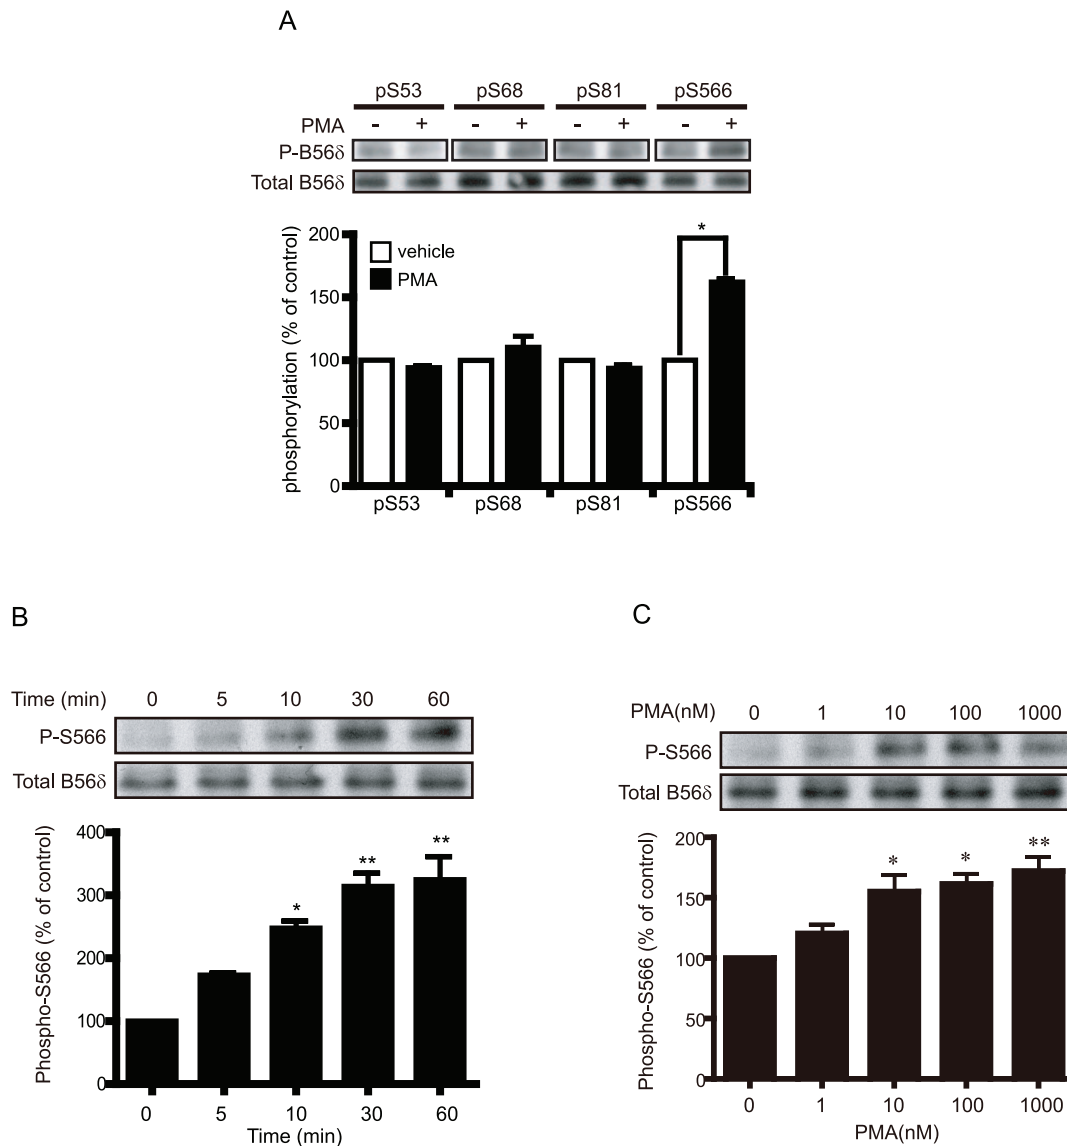 A
pS53 pS68 pS81 pS566
PMA - + - + - + - +
P-B56δ
Total B56δ
phosphorylation (% of control)
200
150
100
50
0
vehicle
PMA
*
pS53 pS68 pS81 pS566
B
Time (min) 0 5 10 30 60
P-S566
Total B56δ
Phospho-S566 (% of control)
400
300
200
100
0
* ** **
0 5 10 30 60
Time (min)
C
PMA(nM) 0 1 10 100 1000
P-S566
Total B56δ
Phospho-S566 (% of control)
200
150
100
50
0
* * **
0 1 10 100 1000
PMA(nM)